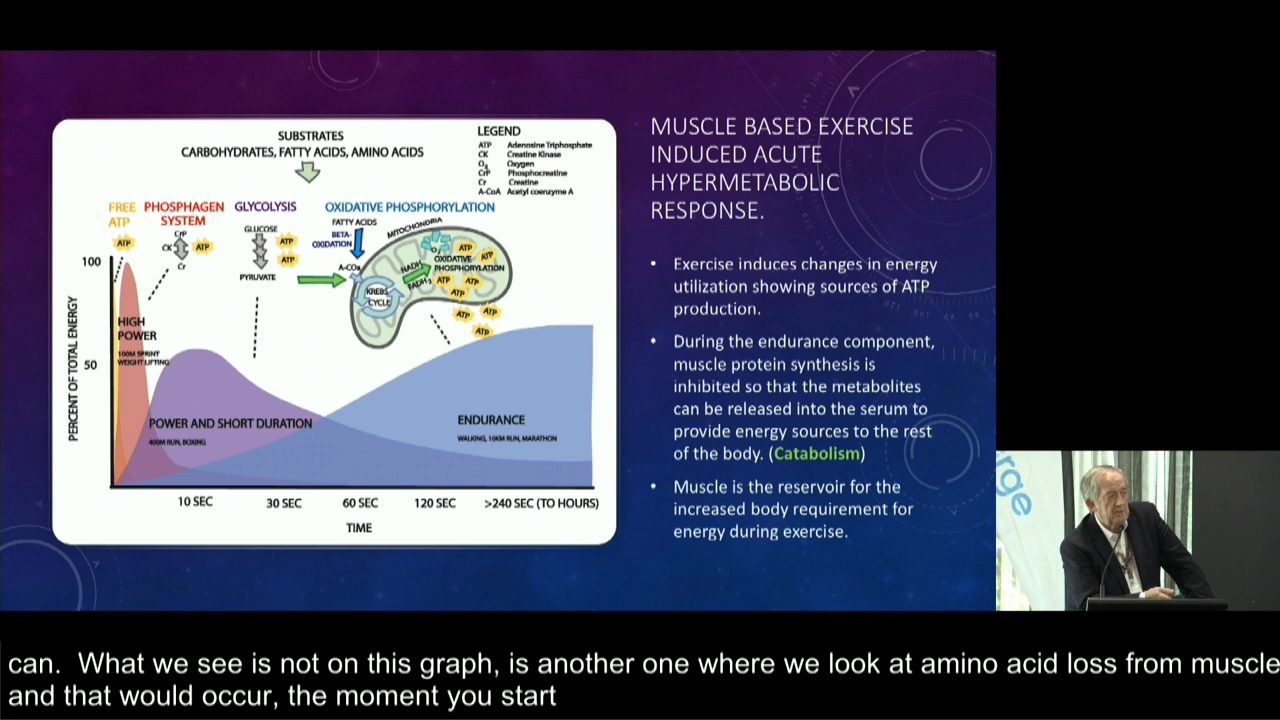 SUBSTRATES
CARBOHYDRATES, FATTY ACIDS, AMINO ACIDS
LEGEND
ATP Adenosine Triphosphate
CK Creatine Kinase
O₂ Oxygen
CrP Phosphocreatine
Cr Creatine
A-CoA Acetyl coenzyme A
FREE
ATP
PHOSPHAGEN
SYSTEM
GLYCOLYSIS
OXIDATIVE PHOSPHORYLATION
ATP
CrP
CK
ATP
Cr
GLUCOSE
ATP
ATP
PYRUVATE
FATTY ACIDS
BETA-
OXIDATION
A-COA
MITOCHONDRIA
KREBS
CYCLE
NADH
FADH₂
O₂
OXIDATIVE
PHOSPHORYLATION
ATP
ATP
ATP
ATP
ATP
ATP
ATP
ATP
PERCENT OF TOTAL ENERGY
100
50
HIGH
POWER
100M SPRINT
WEIGHT LIFTING
POWER AND SHORT DURATION
400M RUN, BOXING
ENDURANCE
WALKING, 10KM RUN, MARATHON
10 SEC 30 SEC 60 SEC 120 SEC >240 SEC (TO HOURS)
TIME
MUSCLE BASED EXERCISE
INDUCED ACUTE
HYPERMETABOLIC
RESPONSE.
• Exercise induces changes in energy
utilization showing sources of ATP
production.
• During the endurance component,
muscle protein synthesis is
inhibited so that the metabolites
can be released into the serum to
provide energy sources to the rest
of the body. (Catabolism)
• Muscle is the reservoir for the
increased body requirement for
energy during exercise.
rge
can.  What we see is not on this graph, is another one where we look at amino acid loss from muscle
and that would occur, the moment you start